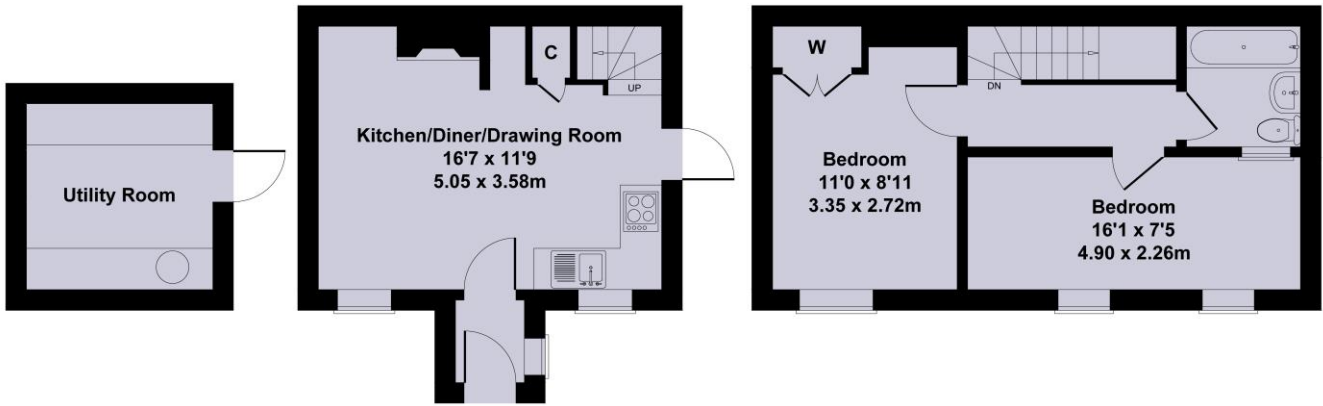 Utility Room
C
UP
Kitchen/Diner/Drawing Room
16'7 x 11'9
5.05 x 3.58m
W
DN
Bedroom
11'0 x 8'11
3.35 x 2.72m
Bedroom
16'1 x 7'5
4.90 x 2.26m